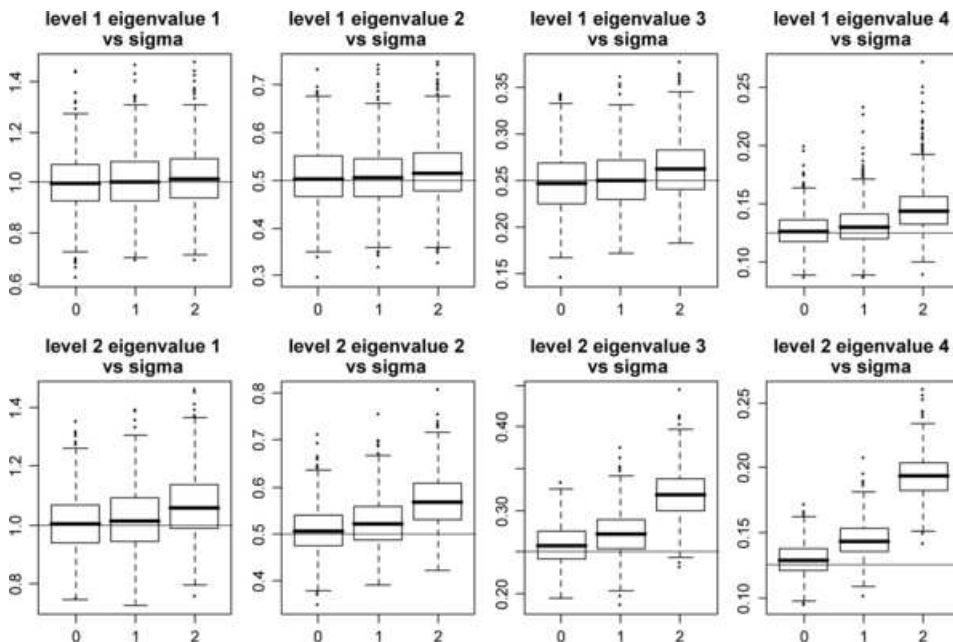 level 1 eigenvalue 1
vs sigma
level 1 eigenvalue 2
vs sigma
level 1 eigenvalue 3
vs sigma
level 1 eigenvalue 4
vs sigma
0.6 0.8 1.0 1.2 1.4
0.3 0.4 0.5 0.6 0.7
0.15 0.20 0.25 0.30 0.35
0.10 0.15 0.20 0.25
0 1 2
0 1 2
0 1 2
0 1 2
level 2 eigenvalue 1
vs sigma
level 2 eigenvalue 2
vs sigma
level 2 eigenvalue 3
vs sigma
level 2 eigenvalue 4
vs sigma
0.8 1.0 1.2 1.4
0.4 0.5 0.6 0.7 0.8
0.20 0.30 0.40
0.10 0.15 0.20 0.25
0 1 2
0 1 2
0 1 2
0 1 2